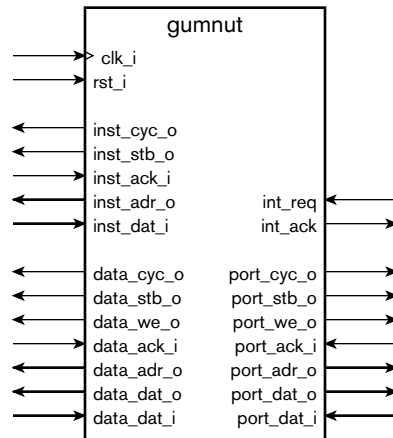 gumnut
clk_i
rst_i
inst_cyc_o
inst_stb_o
inst_ack_i
inst_adr_o int_req
inst_dat_i int_ack
data_cyc_o port_cyc_o
data_stb_o port_stb_o
data_we_o port_we_o
data_ack_i port_ack_i
data_adr_o port_adr_o
data_dat_o port_dat_o
data_dat_i port_dat_i